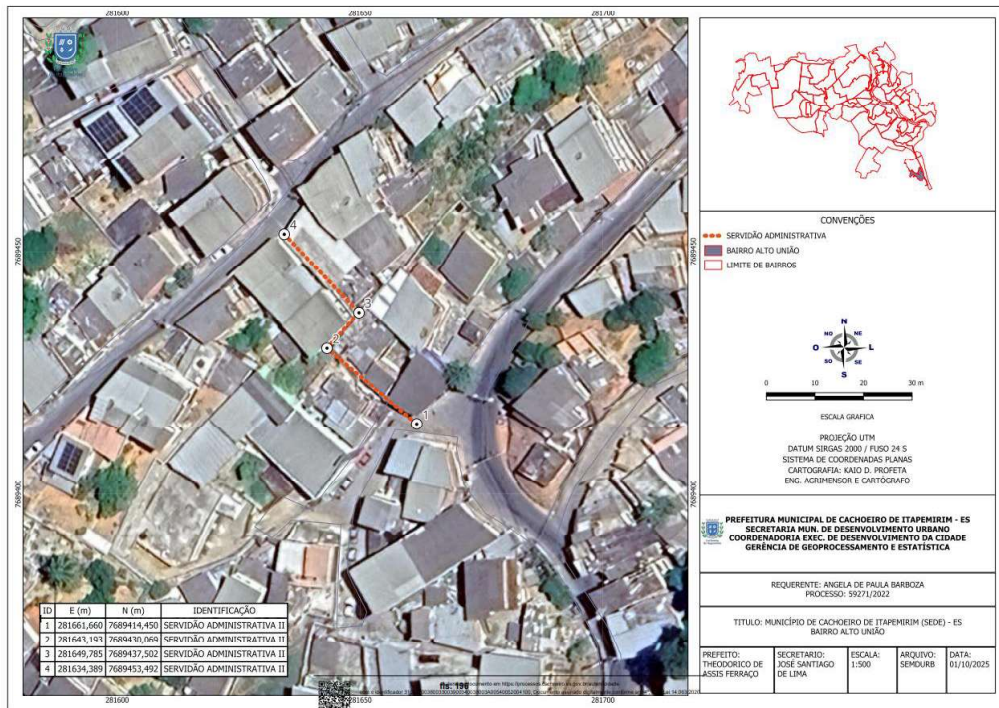 281600 281650 281700
7689450
7689400
4
3
2
1
CONVENÇÕES
SERVIDÃO ADMINISTRATIVA
BAIRRO ALTO UNIÃO
LIMITE DE BAIRROS
N
NO NE
O L
SO SE
S
0 10 20 30 m
ESCALA GRAFICA
PROJEÇÃO UTM
DATUM SIRGAS 2000 / FUSO 24 S
SISTEMA DE COORDENADAS PLANAS
CARTOGRAFIA: KAIO D. PROFETA
ENG. AGRIMENSOR E CARTÓGRAFO
PREFEITURA MUNICIPAL DE CACHOEIRO DE ITAPEMIRIM - ES
SECRETARIA MUN. DE DESENVOLVIMENTO URBANO
COORDENADORIA EXEC. DE DESENVOLVIMENTO DA CIDADE
GERÊNCIA DE GEOPROCESSAMENTO E ESTATÍSTICA
REQUERENTE: ANGELA DE PAULA BARBOZA
PROCESSO: 59271/2022
TITULO: MUNICÍPIO DE CACHOEIRO DE ITAPEMIRIM (SEDE) - ES
BAIRRO ALTO UNIÃO
PREFEITO:
THEODORICO DE
ASSIS FERRAÇO
SECRETARIO:
JOSÉ SANTIAGO
DE LIMA
ESCALA:
1:500
ARQUIVO:
SEMDURB
DATA:
01/10/2025
ID E (m) N (m) IDENTIFICAÇÃO
1 281661,660 7689414,450 SERVIDÃO ADMINISTRATIVA II
2 281643,193 7689430,069 SERVIDÃO ADMINISTRATIVA II
3 281649,785 7689437,502 SERVIDÃO ADMINISTRATIVA II
4 281634,389 7689453,492 SERVIDÃO ADMINISTRATIVA II
281600 281650 281700
7689450
7689400
fls. 196